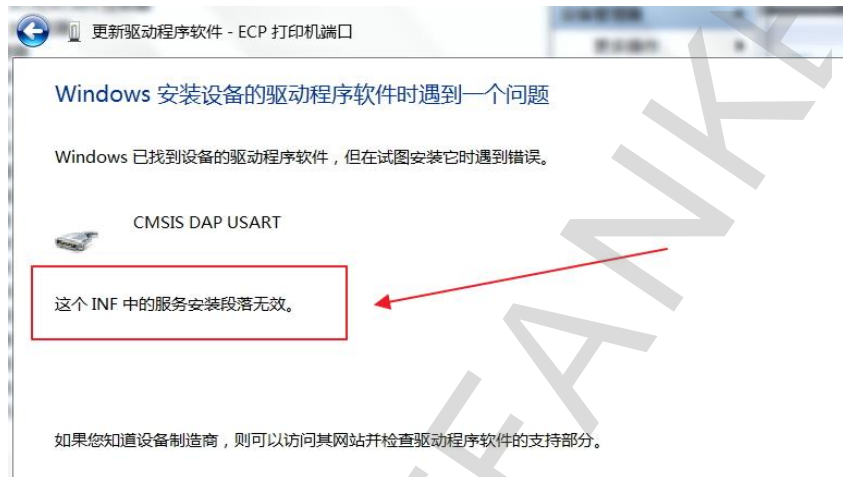 更新驱动程序软件 - ECP 打印机端口
Windows 安装设备的驱动程序软件时遇到一个问题
Windows 已找到设备的驱动程序软件，但在试图安装它时遇到错误。
CMSIS DAP USART
这个 INF 中的服务安装段落无效。
如果您知道设备制造商，则可以访问其网站并检查驱动程序软件的支持部分。